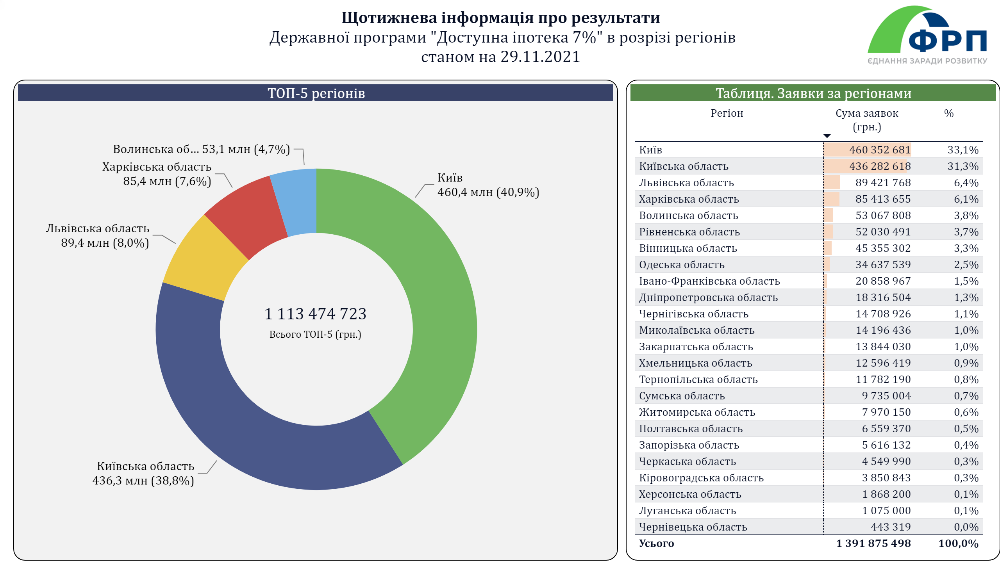 Щотижнева інформація про результати
Державної програми "Доступна іпотека 7%" в розрізі регіонів
станом на 29.11.2021
ФРП
ЄДНАННЯ ЗАРАДИ РОЗВИТКУ
ТОП-5 регіонів
Волинська об... 53,1 млн (4,7%)
Харківська область
85,4 млн (7,6%)
Київ
460,4 млн (40,9%)
Львівська область
89,4 млн (8,0%)
1 113 474 723
Всього ТОП-5 (грн.)
Київська область
436,3 млн (38,8%)
Таблиця. Заявки за регіонами
Регіон Сума заявок %
(грн.)
Київ 460 352 681 33,1%
Київська область 436 282 618 31,3%
Львівська область 89 421 768 6,4%
Харківська область 85 413 655 6,1%
Волинська область 53 067 808 3,8%
Рівненська область 52 030 491 3,7%
Вінницька область 45 355 302 3,3%
Одеська область 34 637 539 2,5%
Івано-Франківська область 20 858 967 1,5%
Дніпропетровська область 18 316 504 1,3%
Чернігівська область 14 708 926 1,1%
Миколаївська область 14 196 436 1,0%
Закарпатська область 13 844 030 1,0%
Хмельницька область 12 596 419 0,9%
Тернопільська область 11 782 190 0,8%
Сумська область 9 735 004 0,7%
Житомирська область 7 970 150 0,6%
Полтавська область 6 559 370 0,5%
Запорізька область 5 616 132 0,4%
Черкаська область 4 549 990 0,3%
Кіровоградська область 3 850 843 0,3%
Херсонська область 1 868 200 0,1%
Луганська область 1 075 000 0,1%
Чернівецька область 443 319 0,0%
Усього 1 391 875 498 100,0%